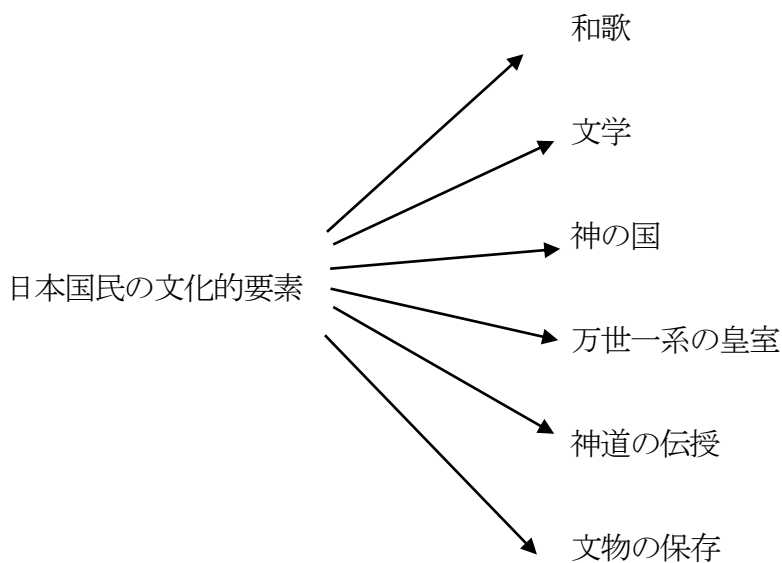 和歌
文学
神の国
日本国民の文化的要素
万世一系の皇室
神道の伝授
文物の保存